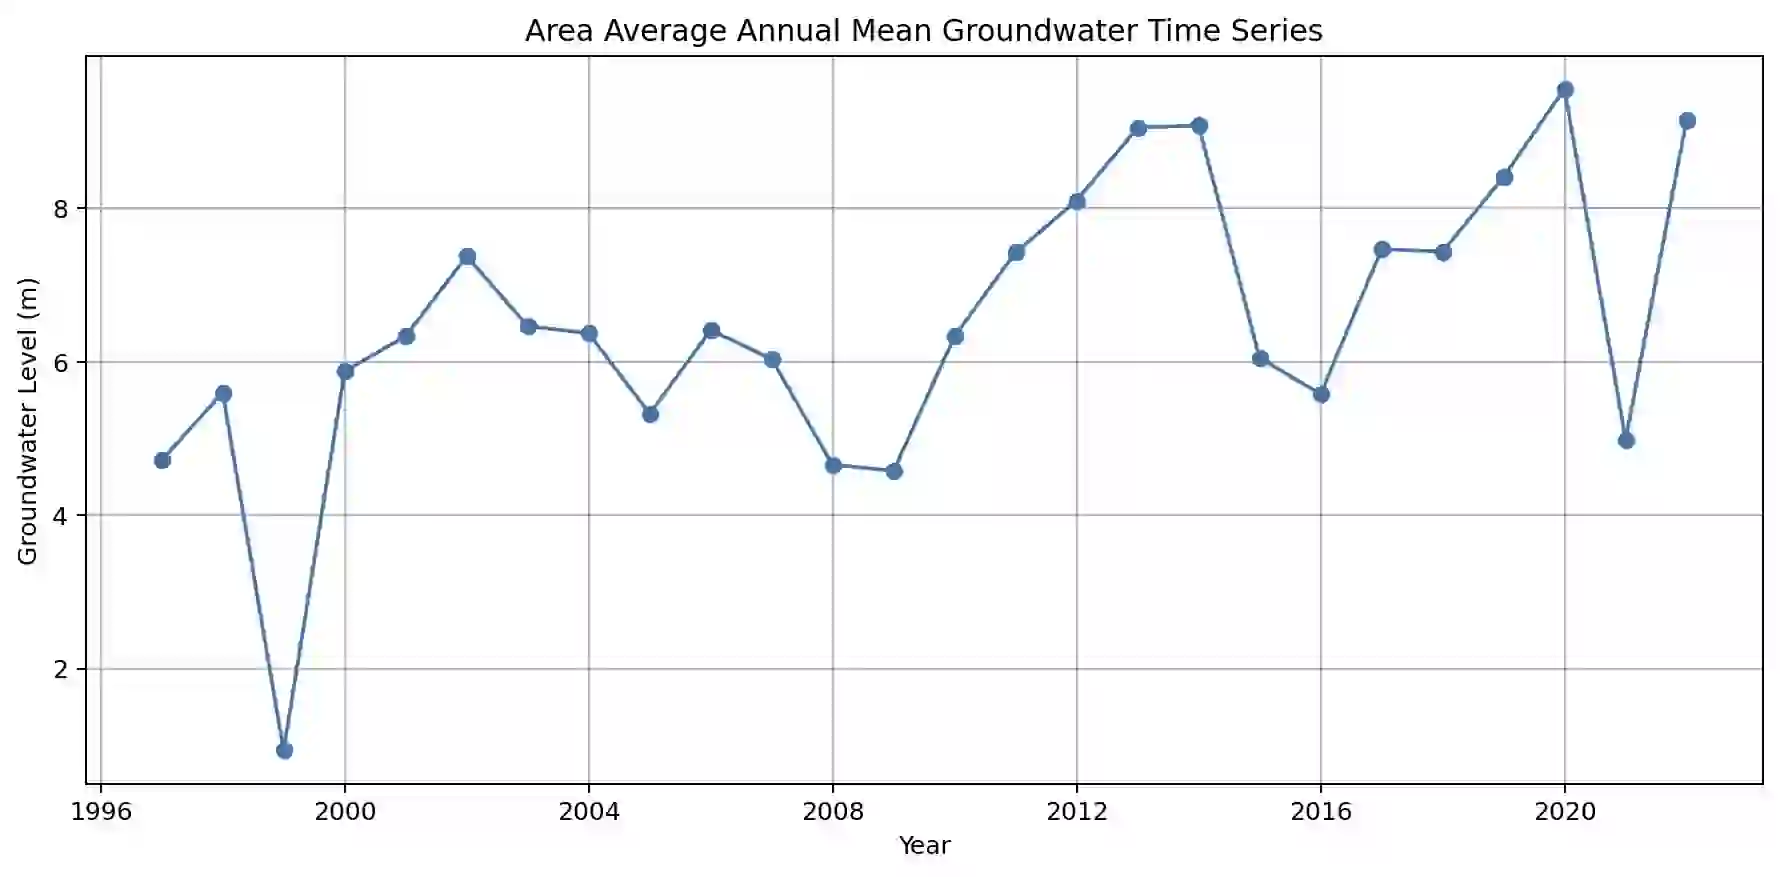 Area Average Annual Mean Groundwater Time Series
Groundwater Level (m)
8
6
4
2
1996 2000 2004 2008 2012 2016 2020
Year